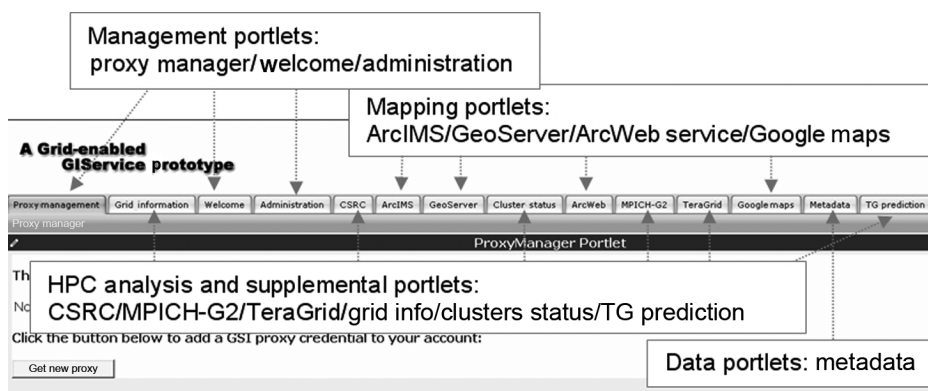 Management portlets:
proxy manager/welcome/administration
Mapping portlets:
ArcIMS/GeoServer/ArcWeb service/Google maps
A Grid-enabled
GIService prototype
Proxy management Grid information Welcome Administration CSRC ArcIMS GeoServer Cluster status ArcWeb MPICH-G2 TeraGrid Google maps Metadata TG prediction
Proxy manager
ProxyManager Portlet
HPC analysis and supplemental portlets:
CSRC/MPICH-G2/TeraGrid/grid info/clusters status/TG prediction
Click the button below to add a GSI proxy credential to your account:
Get new proxy
Data portlets: metadata